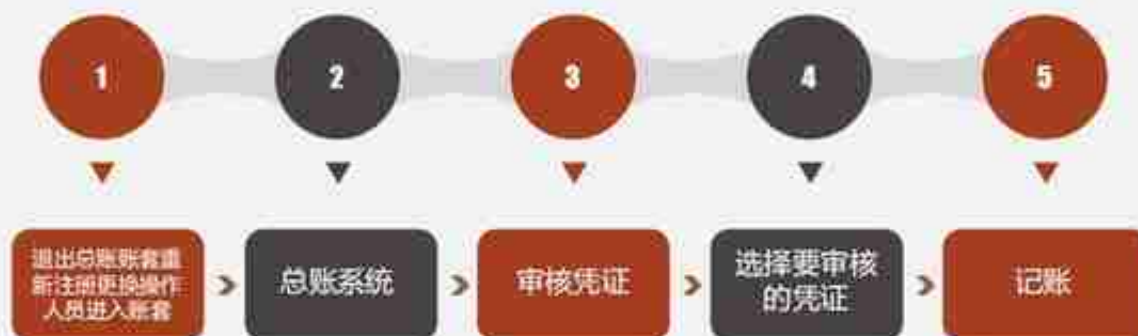 1
2
3
4
5
退出总账账套重
新注册更换操作
人员进入账套
总账系统
审核凭证
选择要审核
的凭证
记账